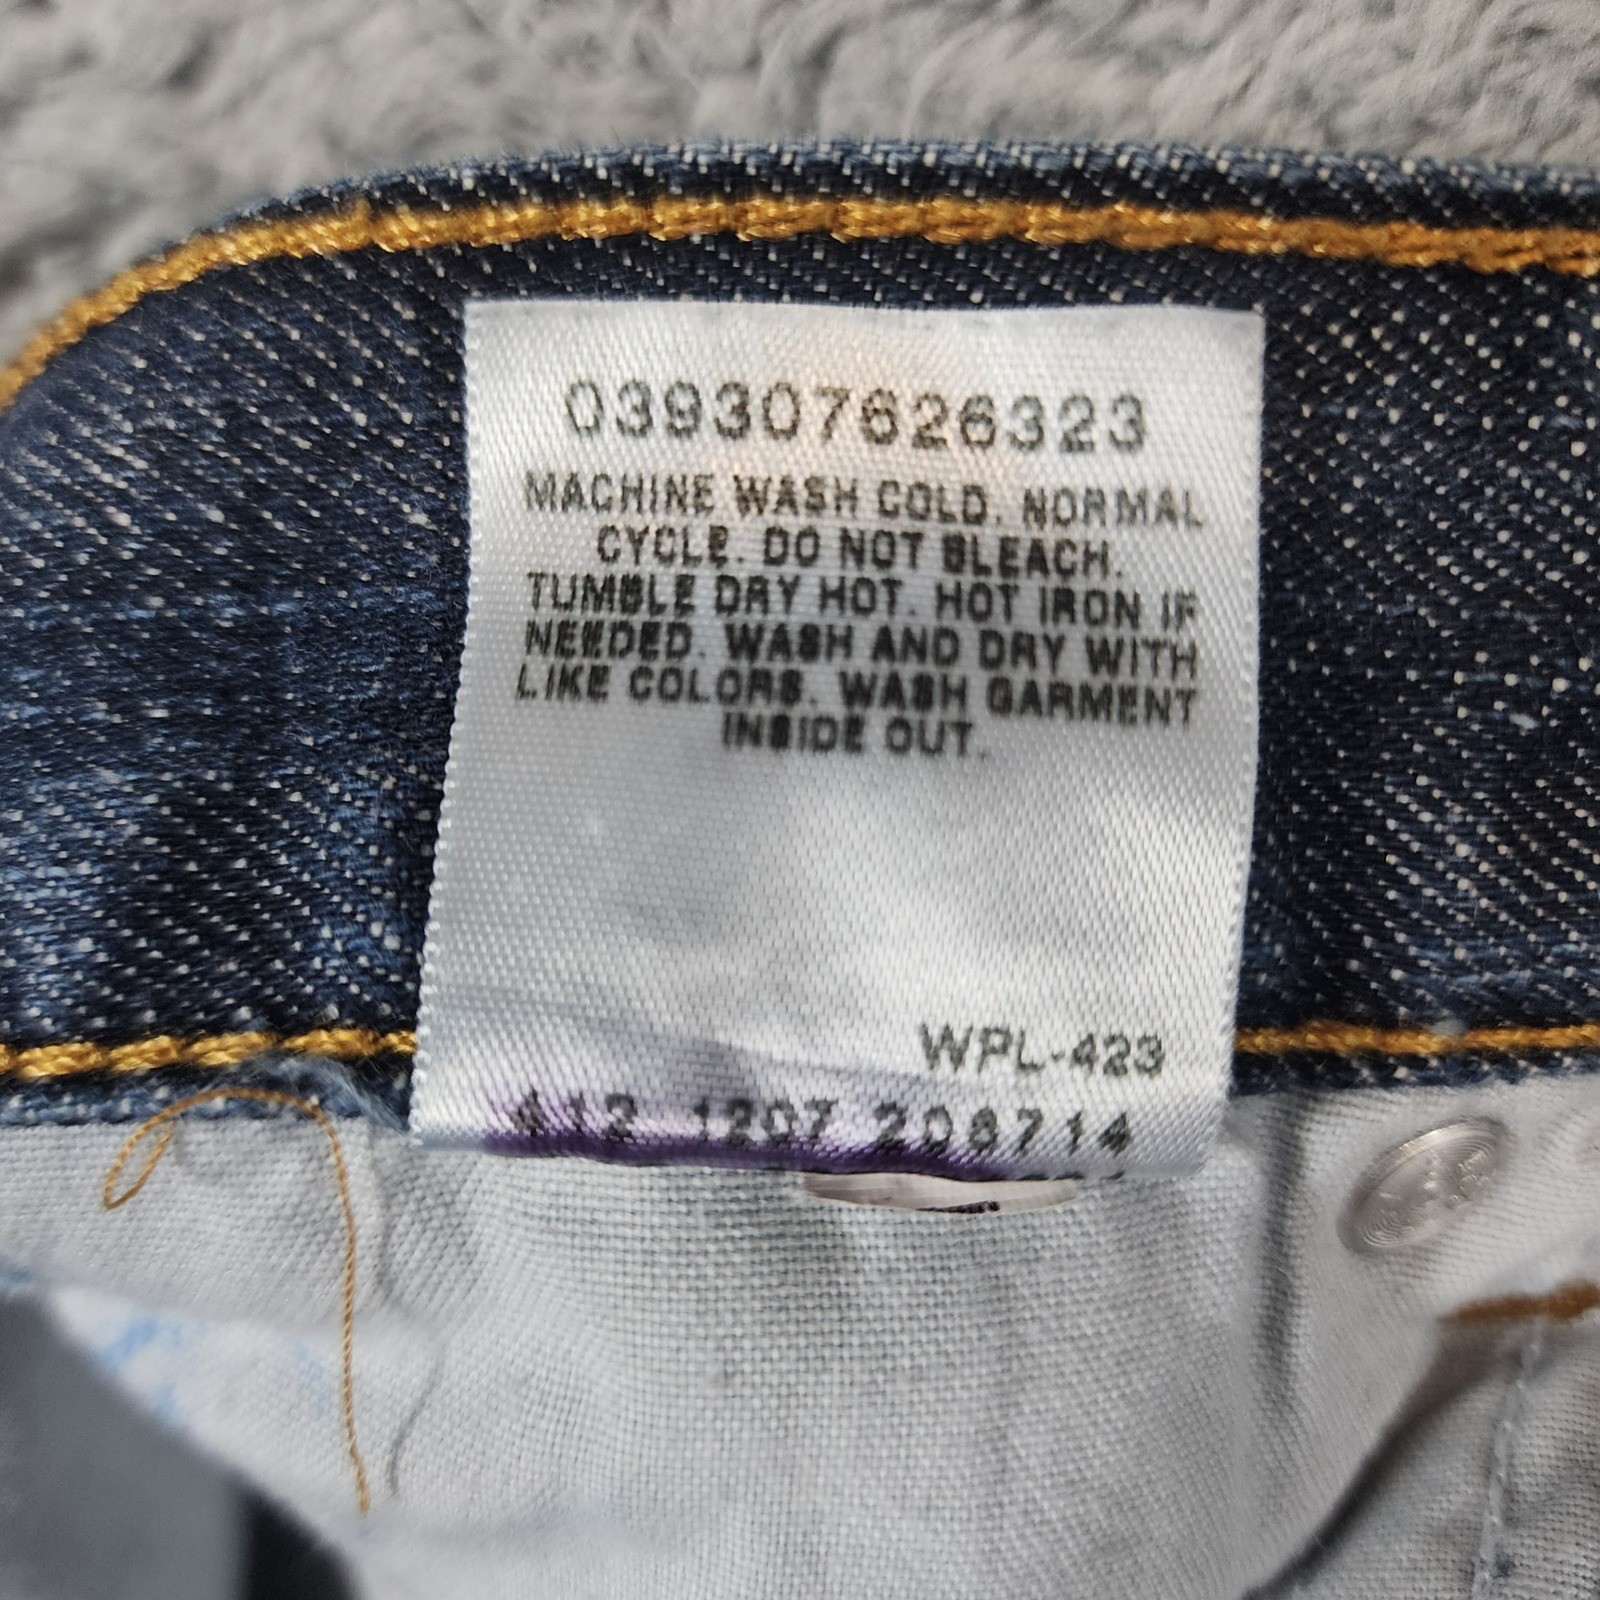 039307626323
MACHINE WASH COLD. NORMAL
CYCLE. DO NOT BLEACH.
TUMBLE DRY HOT. HOT IRON IF
NEEDED. WASH AND DRY WITH
LIKE COLORS. WASH GARMENT
INSIDE OUT.
WPL-423
412 1207 208714